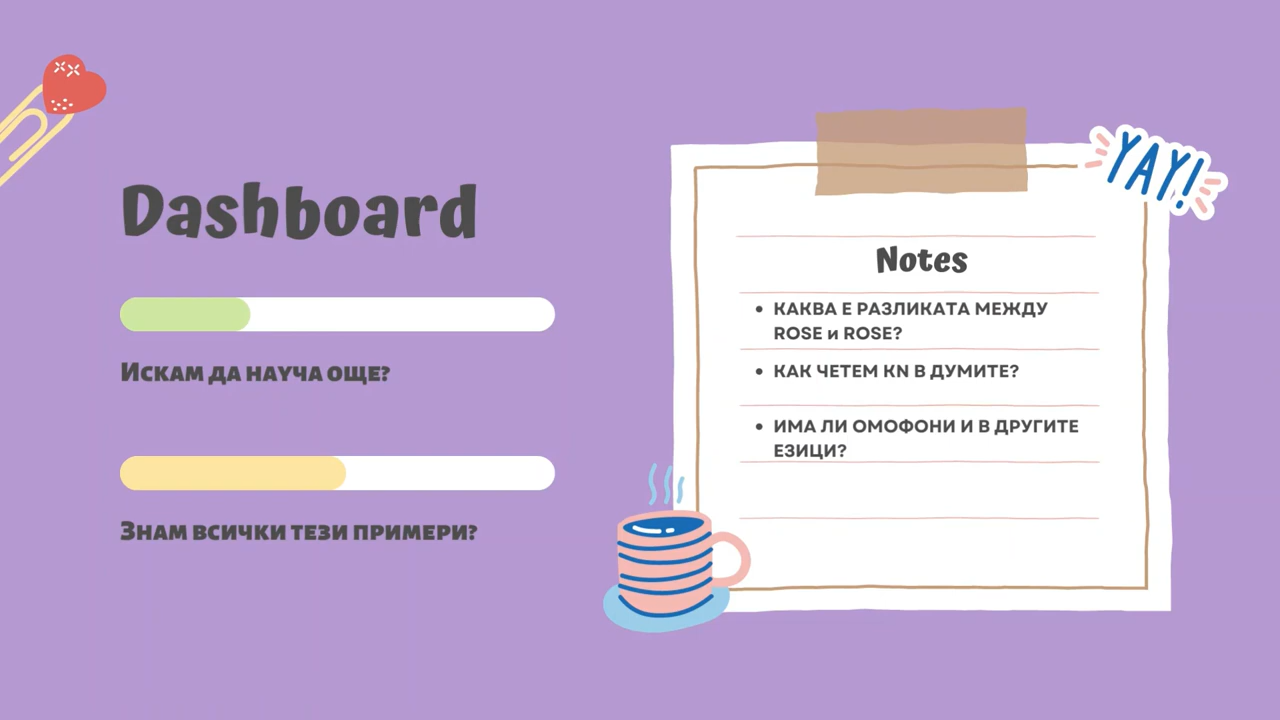 Dashboard
Искам да науча още?
Знам всички тези примери?
YAY!
Notes
• КАКВА Е РАЗЛИКАТА МЕЖДУ
ROSE и ROSE?
• КАК ЧЕТЕМ KN В ДУМИТЕ?
• ИМА ЛИ ОМОФОНИ И В ДРУГИТЕ
ЕЗИЦИ?